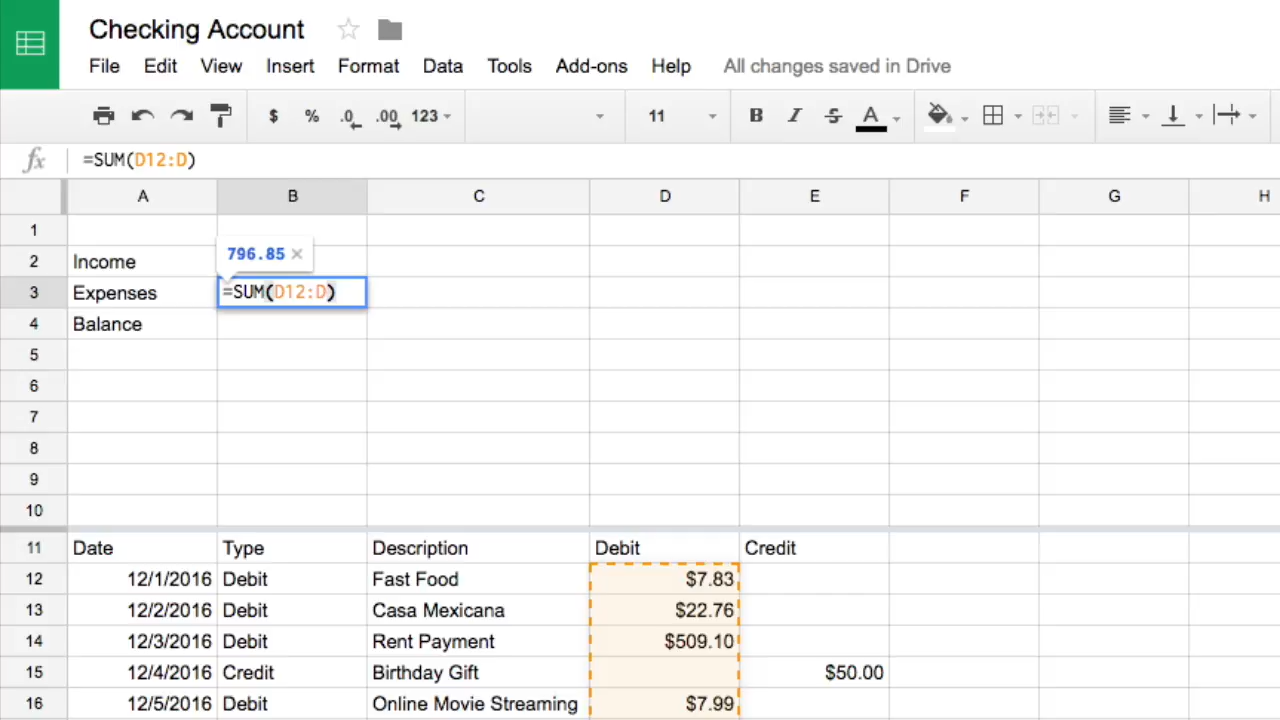 Checking Account
File Edit View Insert Format Data Tools Add-ons Help All changes saved in Drive
$ % .0 .00 123 11 B I S A
fx =SUM(D12:D)
A B C D E F G H
1
796.85 ×
2 Income
3 Expenses =SUM(D12:D)
4 Balance
5
6
7
8
9
10
11 Date Type Description Debit Credit
12 12/1/2016 Debit Fast Food $7.83
13 12/2/2016 Debit Casa Mexicana $22.76
14 12/3/2016 Debit Rent Payment $509.10
15 12/4/2016 Credit Birthday Gift $50.00
16 12/5/2016 Debit Online Movie Streaming $7.99